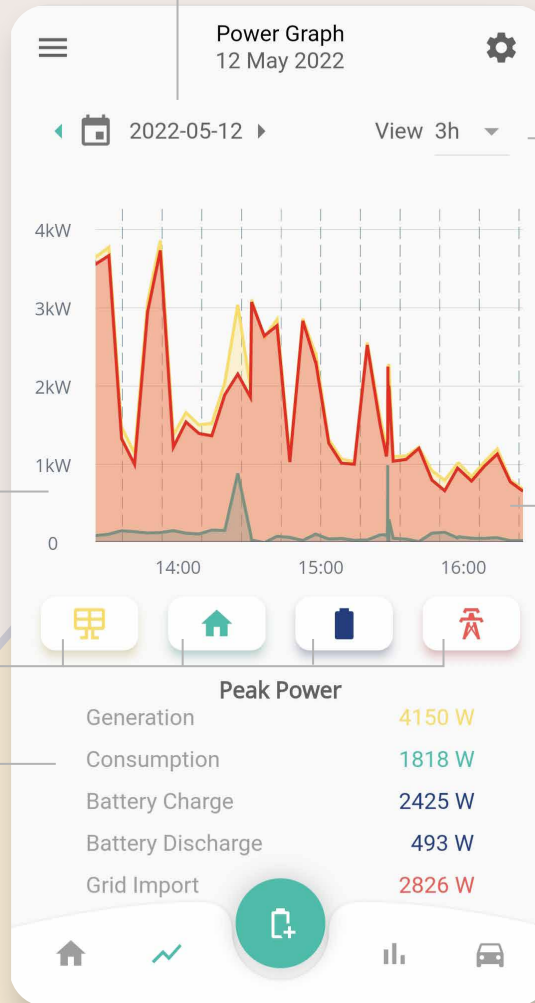 Power Graph
12 May 2022
2022-05-12
View 3h
4kW
3kW
2kW
1kW
0
14:00 15:00 16:00
Peak Power
Generation 4150 W
Consumption 1818 W
Battery Charge 2425 W
Battery Discharge 493 W
Grid Import 2826 W